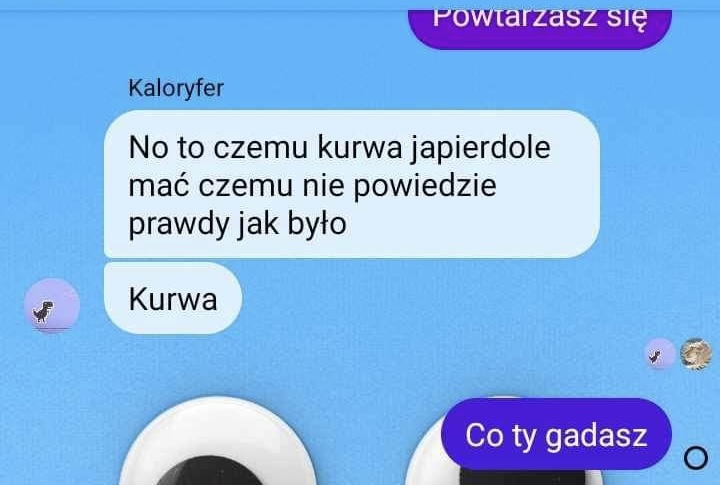 Powtarzasz się
Kaloryfer
No to czemu kurwa japierdole
mać czemu nie powiedzie
prawdy jak było
Kurwa
Co ty gadasz